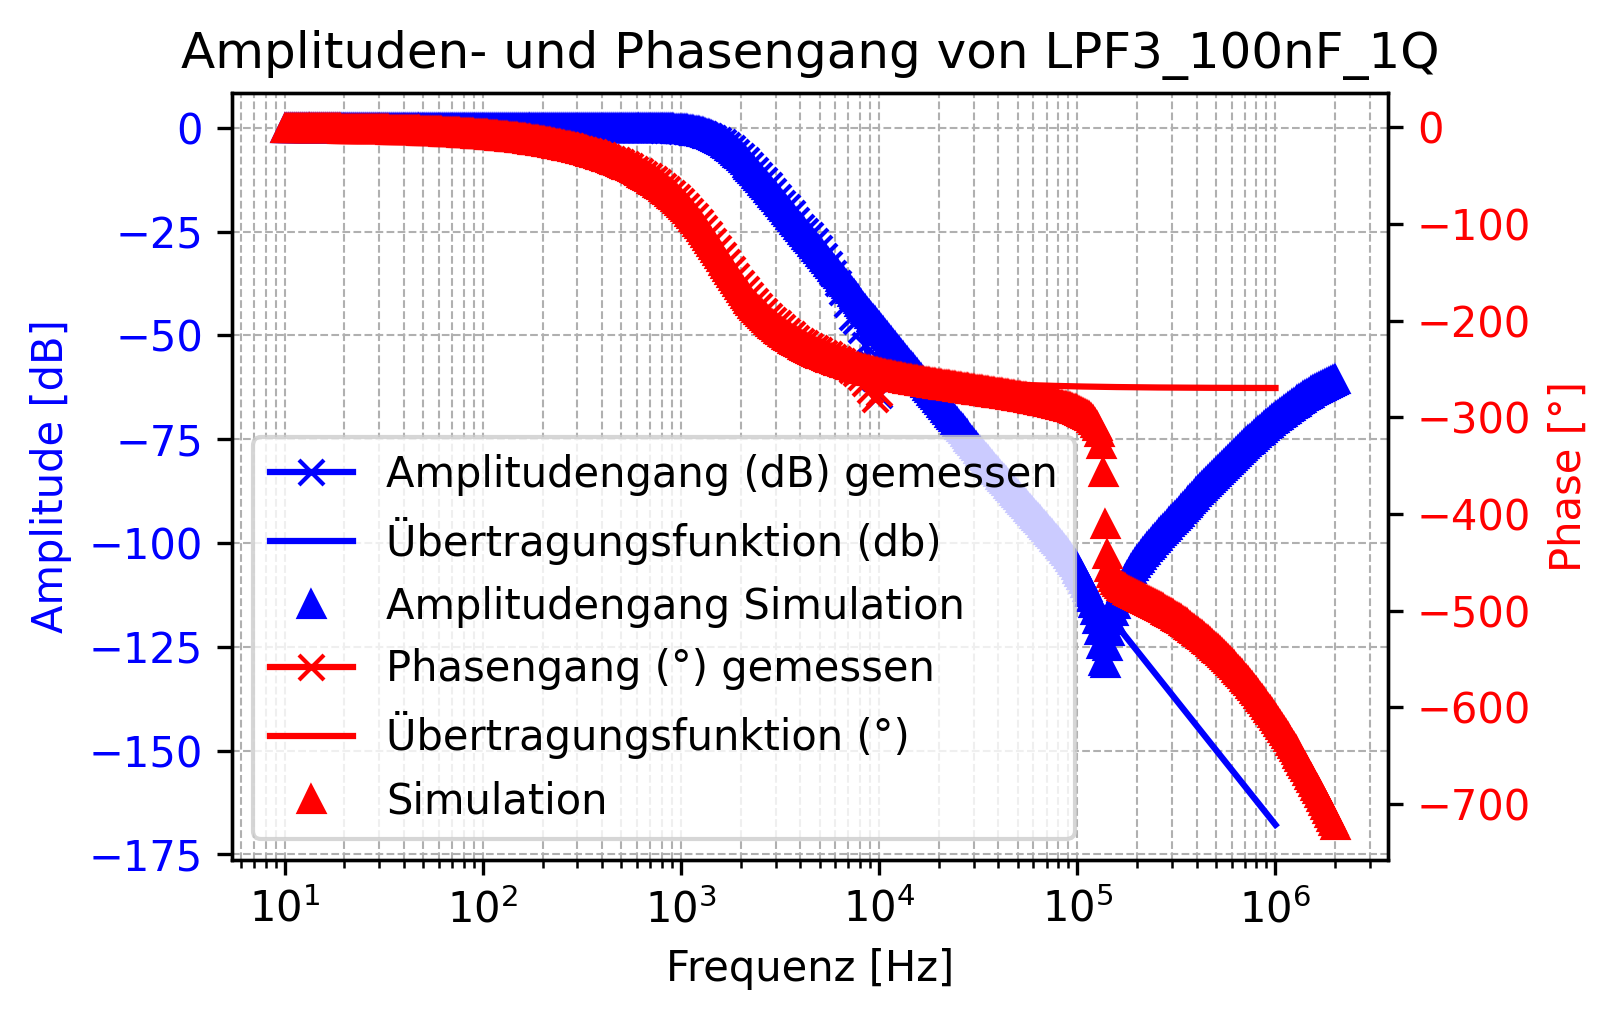 Amplituden- und Phasengang von LPF3_100nF_1Q
Amplitude [dB]
0
−25
−50
−75
−100
−125
−150
−175
0
−100
−200
−300
−400
−500
−600
−700
Phase [°]
Amplitudengang (dB) gemessen
Übertragungsfunktion (db)
Amplitudengang Simulation
Phasengang (°) gemessen
Übertragungsfunktion (°)
Simulation
10¹ 10² 10³ 10⁴ 10⁵ 10⁶
Frequenz [Hz]